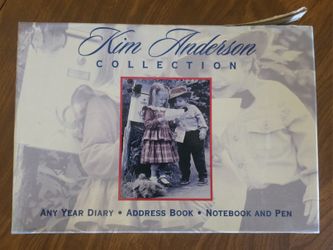 Kim Anderson
COLLECTION
ANY YEAR DIARY • ADDRESS BOOK • NOTEBOOK AND PEN